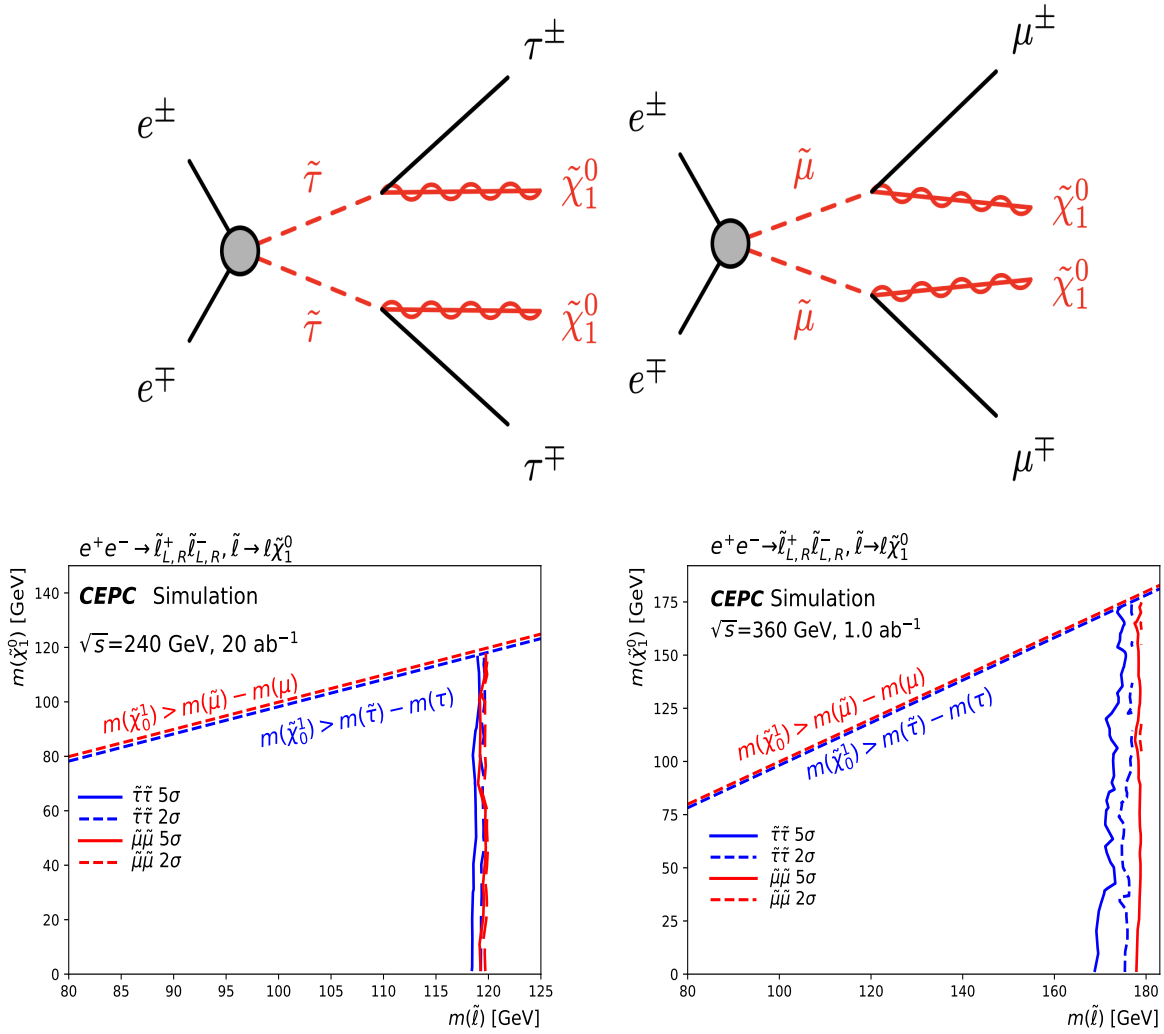 τ± μ±
e± e±
τ̃ χ̃⁰₁ μ̃ χ̃⁰₁
τ̃ χ̃⁰₁ μ̃ χ̃⁰₁
e∓ e∓
τ∓ μ∓
e⁺e⁻→ℓ̃⁺_{L,R}ℓ̃⁻_{L,R}, ℓ̃→ℓχ̃⁰₁
m(χ̃⁰₁) [GeV]
140
120
100
80
60
40
20
0
CEPC Simulation
√s=240 GeV, 20 ab⁻¹
m(χ̃¹₀) > m(μ̃) − m(μ)
m(χ̃¹₀) > m(τ̃) − m(τ)
τ̃τ̃ 5σ
τ̃τ̃ 2σ
μ̃μ̃ 5σ
μ̃μ̃ 2σ
80 85 90 95 100 105 110 115 120 125
m(ℓ̃) [GeV]
e⁺e⁻→ℓ̃⁺_{L,R}ℓ̃⁻_{L,R}, ℓ̃→ℓχ̃⁰₁
m(χ̃⁰₁) [GeV]
175
150
125
100
75
50
25
0
CEPC Simulation
√s=360 GeV, 1.0 ab⁻¹
m(χ̃¹₀) > m(μ̃) − m(μ)
m(χ̃¹₀) > m(τ̃) − m(τ)
τ̃τ̃ 5σ
τ̃τ̃ 2σ
μ̃μ̃ 5σ
μ̃μ̃ 2σ
80 100 120 140 160 180
m(ℓ̃) [GeV]